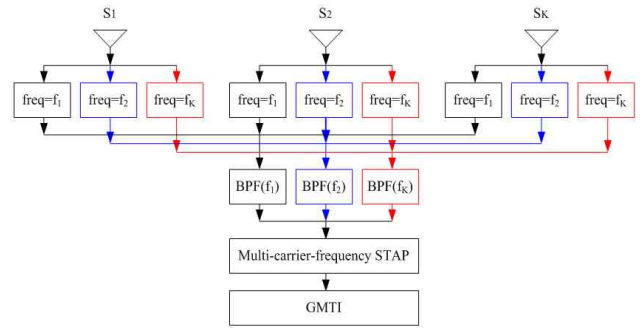 S1 S2 SK
freq=f1 freq=f2 freq=fK freq=f1 freq=f2 freq=fK freq=f1 freq=f2 freq=fK
BPF(f1) BPF(f2) BPF(fK)
Multi-carrier-frequency STAP
GMTI